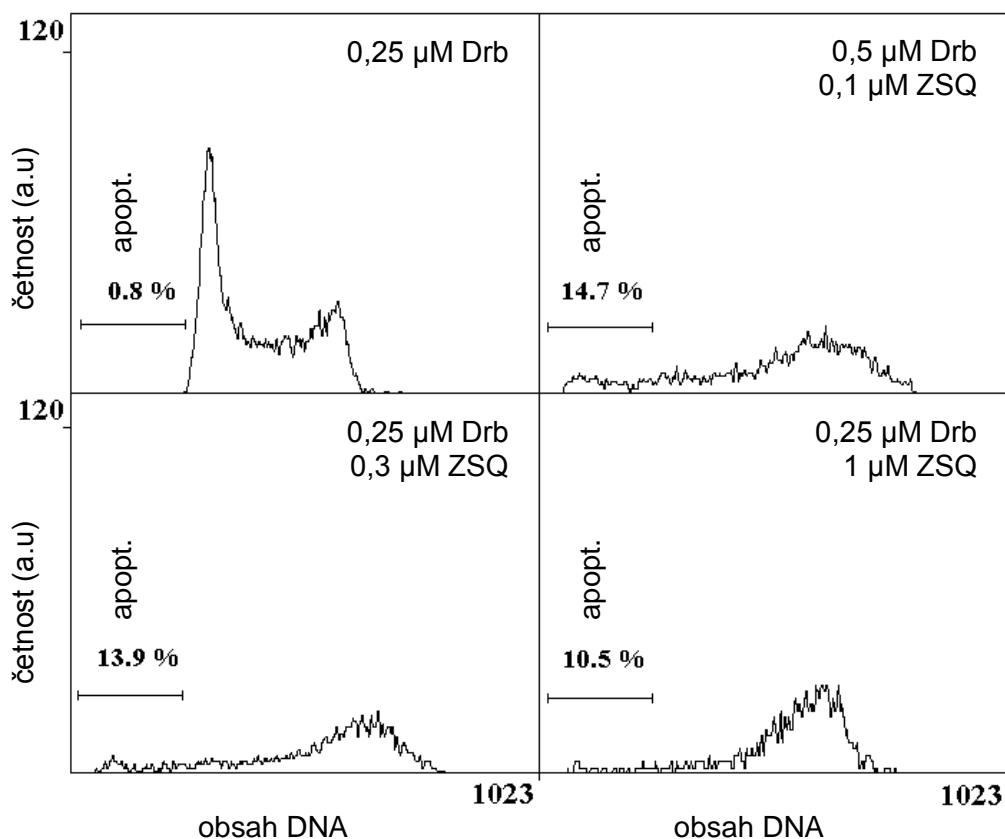 120
četnost (a.u)
0,25 µM Drb
apopt.
0.8 %
0,5 µM Drb
0,1 µM ZSQ
apopt.
14.7 %
120
četnost (a.u)
0,25 µM Drb
0,3 µM ZSQ
apopt.
13.9 %
1023
obsah DNA
0,25 µM Drb
1 µM ZSQ
apopt.
10.5 %
1023
obsah DNA